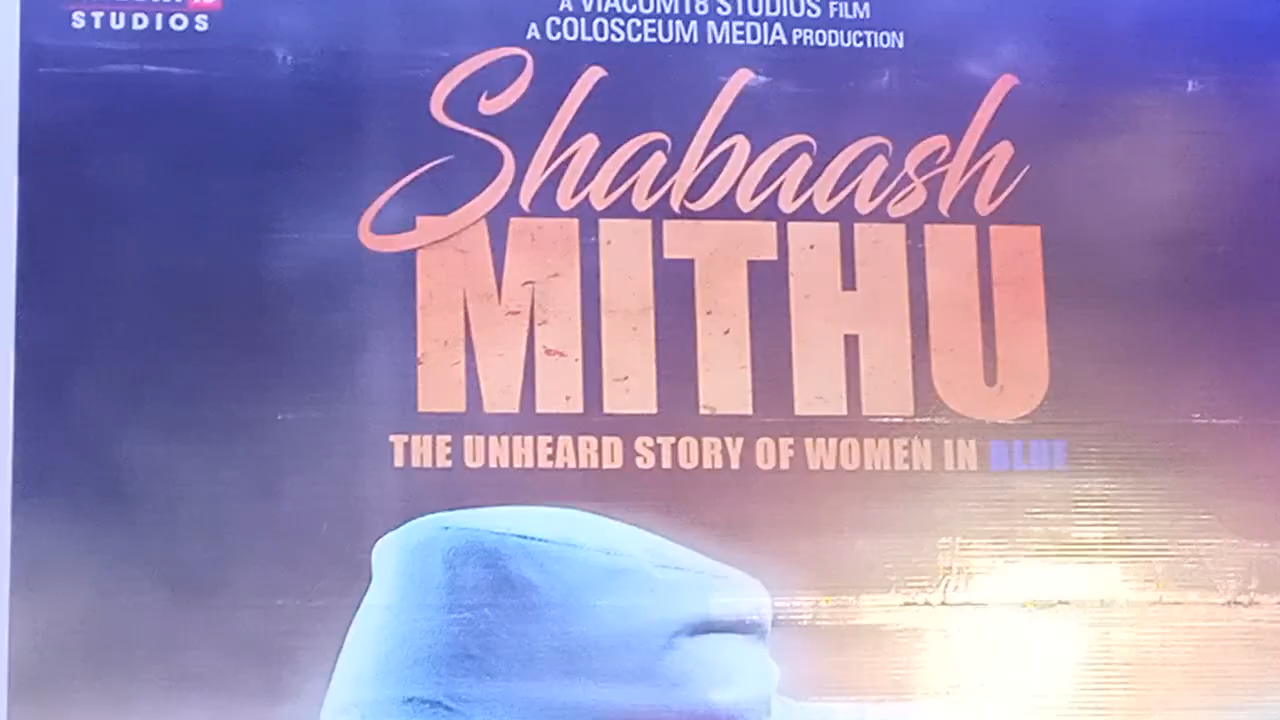 STUDIOS
A VIACOM18 STUDIOS FILM
A COLOSCEUM MEDIA PRODUCTION
Shabaash
MITHU
THE UNHEARD STORY OF WOMEN IN BLUE